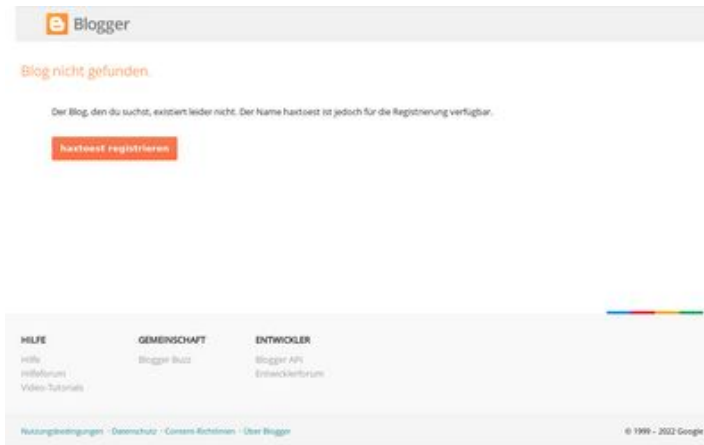 Blogger
Blog nicht gefunden.
Der Blog, den du suchst, existiert leider nicht. Der Name haxtoest ist jedoch für die Registrierung verfügbar.
haxtoest registrieren
HILFE
Hilfe
Hilfeforum
Video-Tutorials
GEMEINSCHAFT
Blogger Buzz
ENTWICKLER
Blogger API
Entwicklerforum
Nutzungsbedingungen - Datenschutz - Content-Richtlinien - Über Blogger
© 1999 – 2022 Google